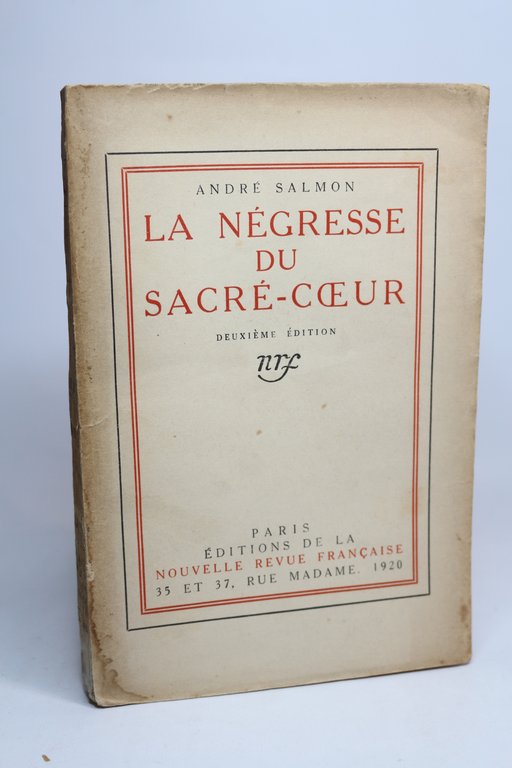 ANDRÉ SALMON
LA NÉGRESSE
DU
SACRÉ-CŒUR
DEUXIÈME ÉDITION
nrf
PARIS
ÉDITIONS DE LA
NOUVELLE REVUE FRANÇAISE
35 ET 37, RUE MADAME. 1920